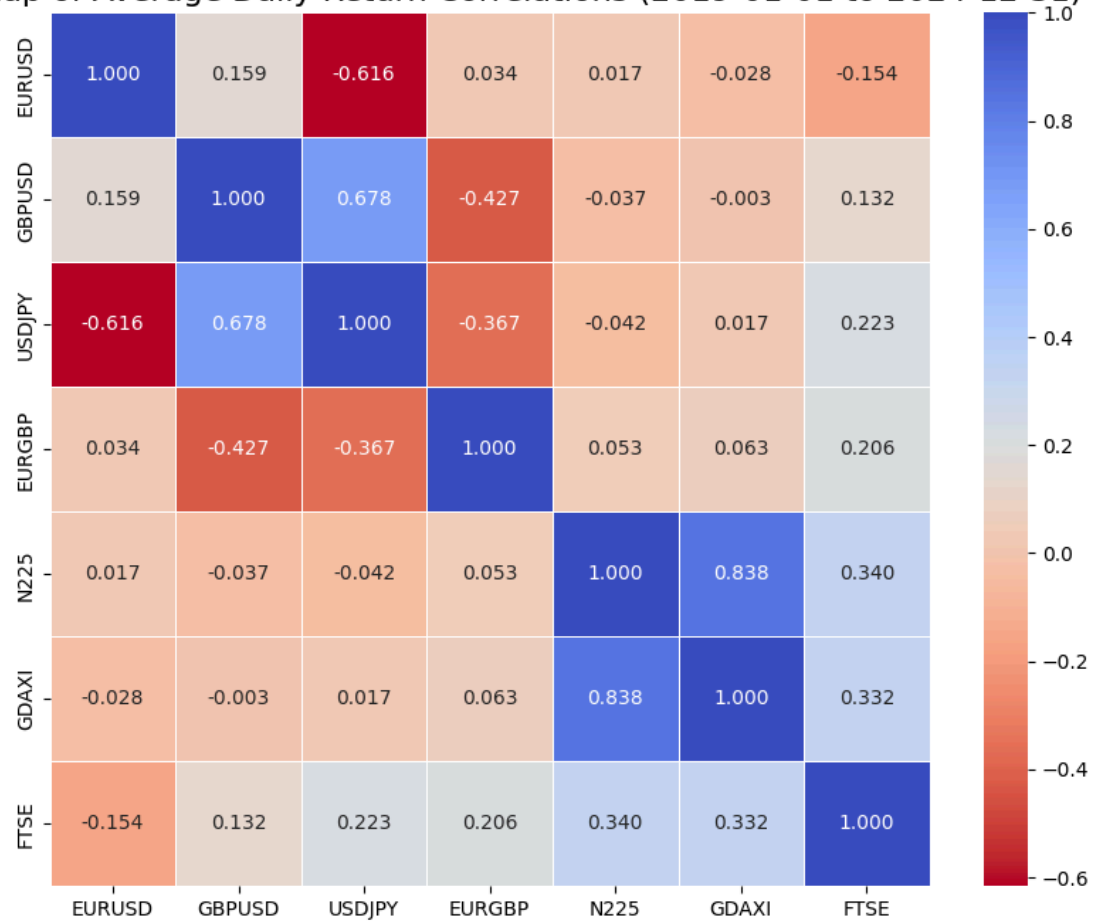 of Average Daily Return Correlations
1.0
EURUSD 1.000 0.159 -0.616 0.034 0.017 -0.028 -0.154
0.8
GBPUSD 0.159 1.000 0.678 -0.427 -0.037 -0.003 0.132
0.6
USDJPY -0.616 0.678 1.000 -0.367 -0.042 0.017 0.223
0.4
EURGBP 0.034 -0.427 -0.367 1.000 0.053 0.063 0.206
0.2
0.0
N225 0.017 -0.037 -0.042 0.053 1.000 0.838 0.340
−0.2
GDAXI -0.028 -0.003 0.017 0.063 0.838 1.000 0.332
−0.4
FTSE -0.154 0.132 0.223 0.206 0.340 0.332 1.000
−0.6
EURUSD GBPUSD USDJPY EURGBP N225 GDAXI FTSE